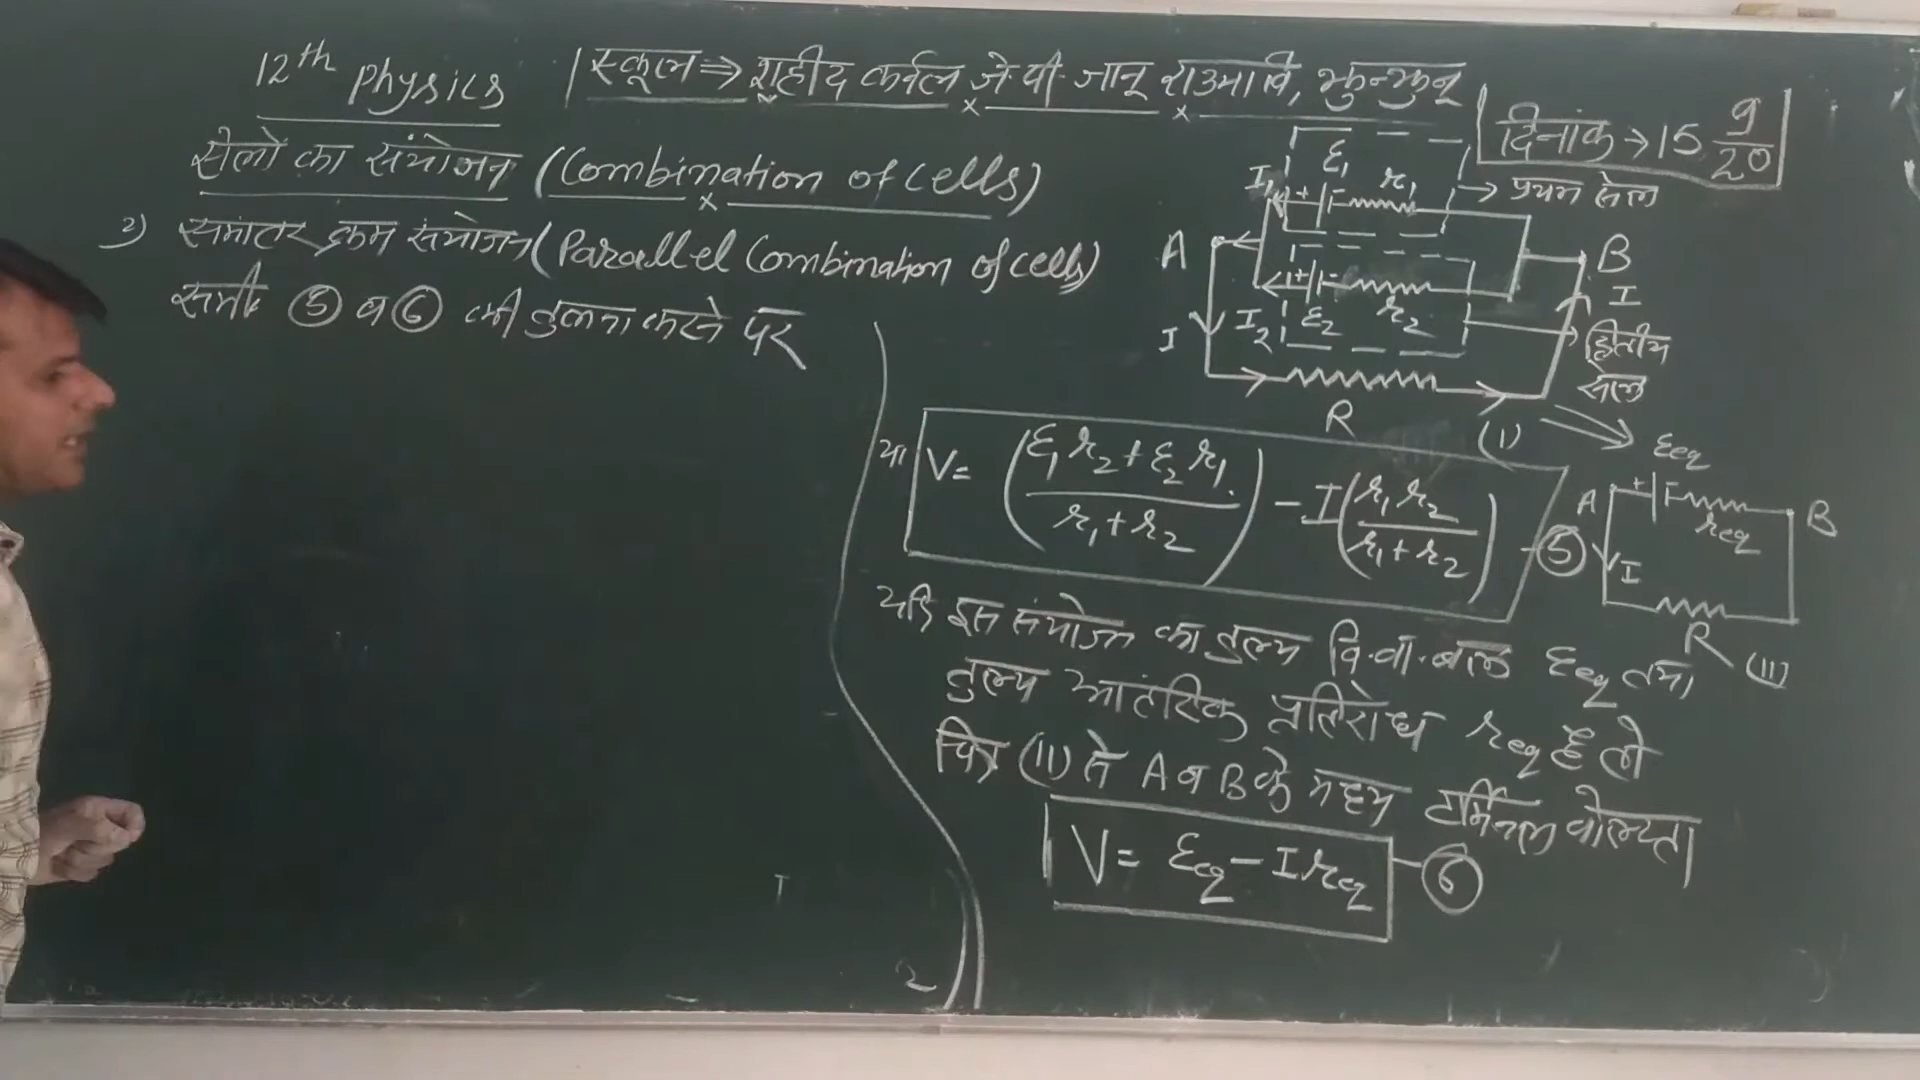 12th Physics | स्कूल ⇒ शहीद कर्नल जे.पी. जानू राउमावि, झुन्झुनू
दिनांक → 15 9/20
सेलों का संयोजन (Combination of cells)
2) समांतर क्रम संयोजन (Parallel Combination of cells)
समी. ⑤ व ⑥ की तुलना करने पर
ε1 r1
I1
→ प्रथम सेल
A
B
I
I
I2 ε2 r2
द्वितीय
सेल
R
(I)
या V = (ε1r2 + ε2r1 / r1 + r2) − I (r1r2 / r1 + r2) - ⑤
εeq
A
B
req
I
R (II)
यदि इस संयोजन का तुल्य वि.वा.बल εeq तथा
तुल्य आंतरिक प्रतिरोध req है तो
चित्र (II) से A व B के मध्य टर्मिनल वोल्टता
V = εeq − Ireq - ⑥